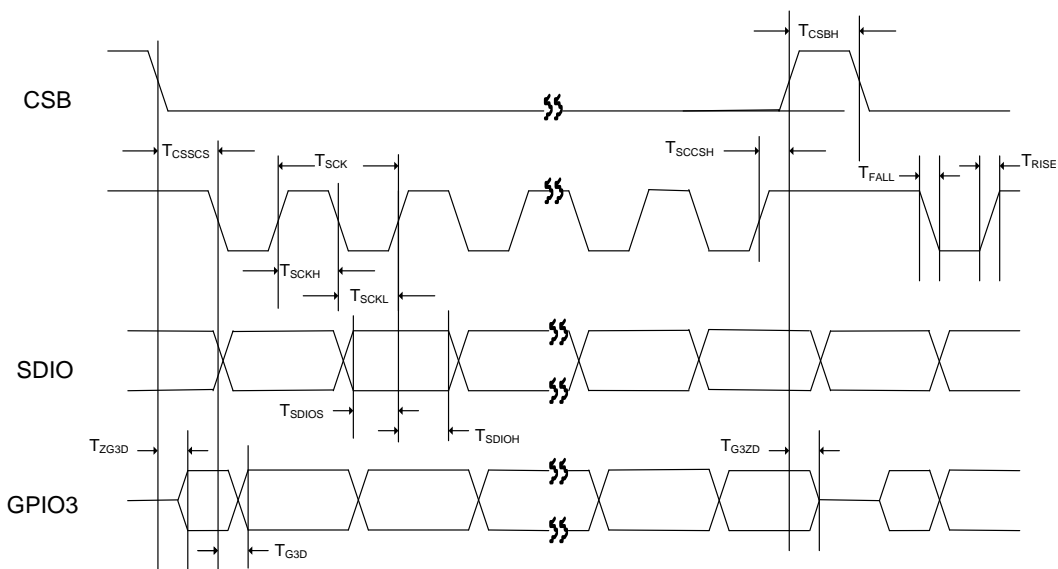 T_CSBH
CSB
T_CSSCS
T_SCK
T_SCCSH
T_FALL
T_RISE
T_SCKH
T_SCKL
SDIO
T_SDIOS
T_SDIOH
T_ZG3D
T_G3ZD
GPIO3
T_G3D